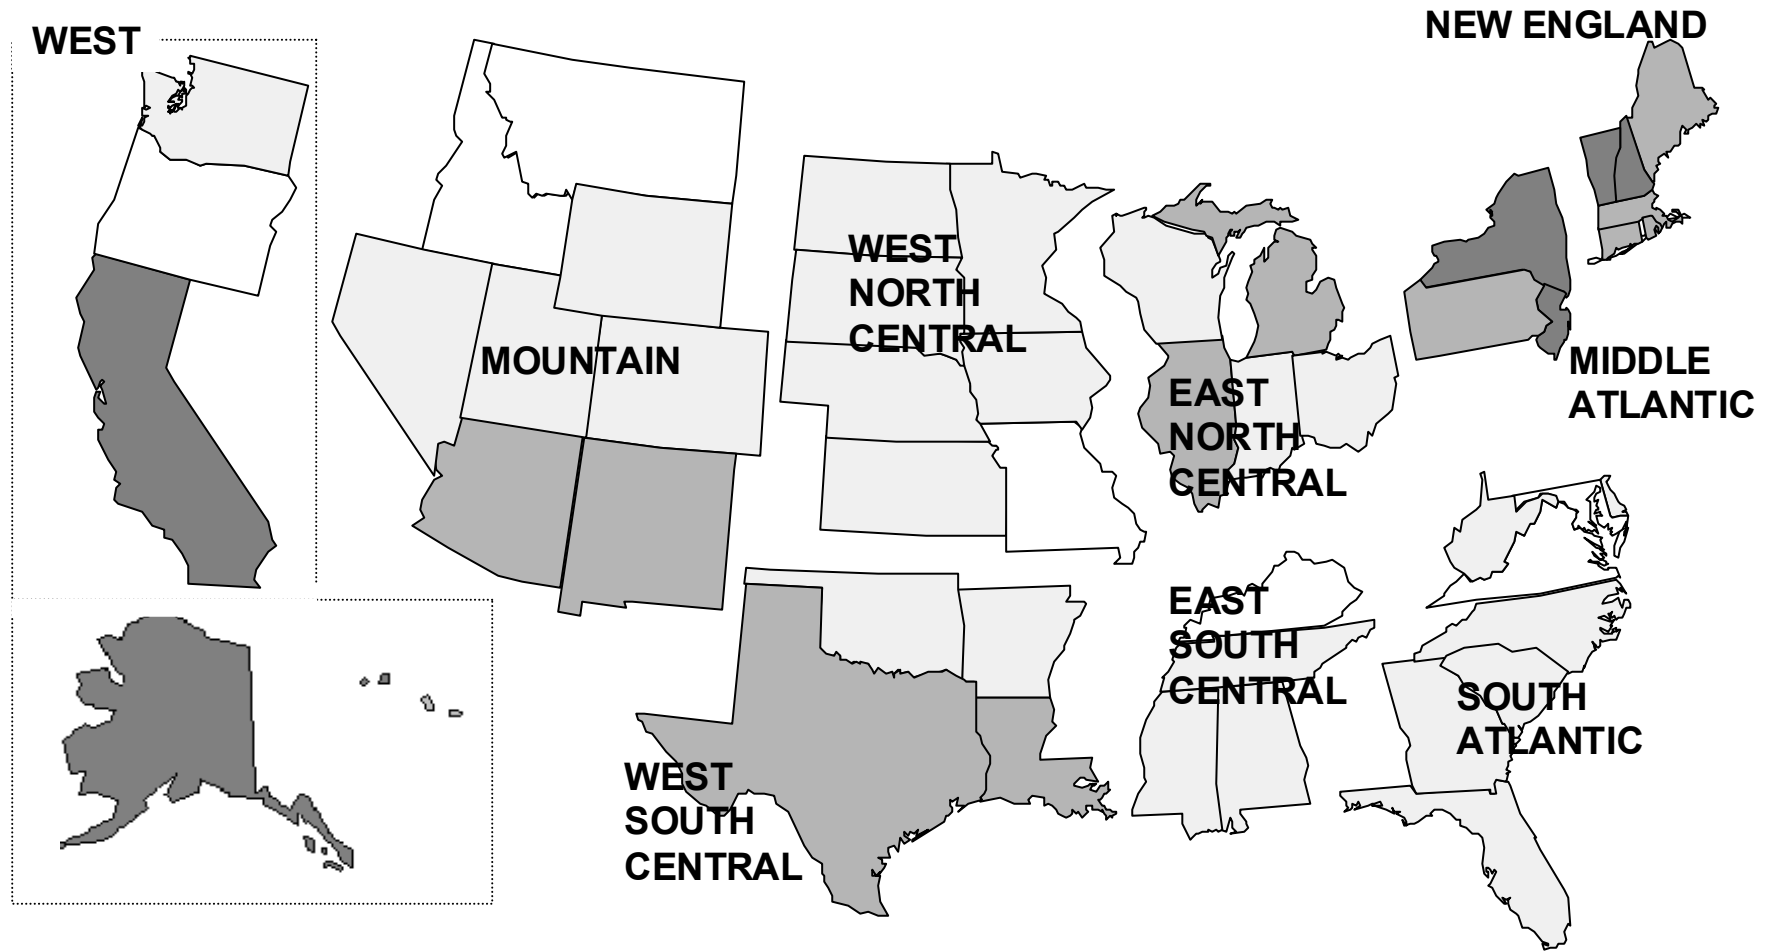 NEW ENGLAND
WEST
WEST
NORTH
CENTRAL
MOUNTAIN
MIDDLE
ATLANTIC
EAST
NORTH
CENTRAL
EAST
SOUTH
CENTRAL
SOUTH
ATLANTIC
WEST
SOUTH
CENTRAL